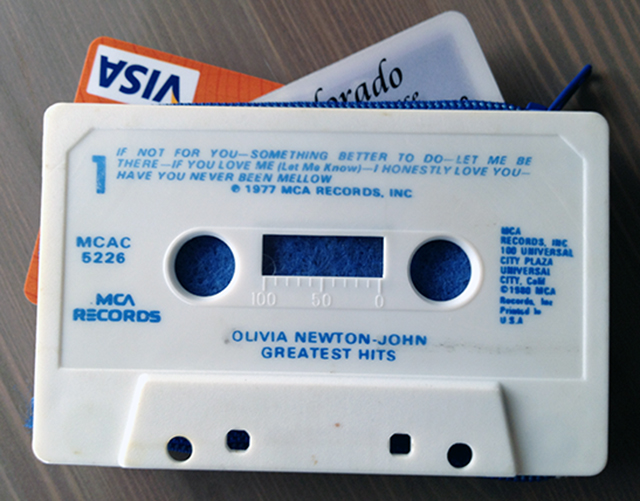 VISA
olorado
1
IF NOT FOR YOU—SOMETHING BETTER TO DO—LET ME BE
THERE—IF YOU LOVE ME (Let Me Know)—I HONESTLY LOVE YOU—
HAVE YOU NEVER BEEN MELLOW
℗ 1977 MCA RECORDS, INC
MCAC
5226
MCA
RECORDS
MCA
RECORDS, INC
100 UNIVERSAL
CITY PLAZA
UNIVERSAL
CITY, Calif
©1980 MCA
Records, Inc
Printed in
U.S.A
100 50 0
OLIVIA NEWTON-JOHN
GREATEST HITS